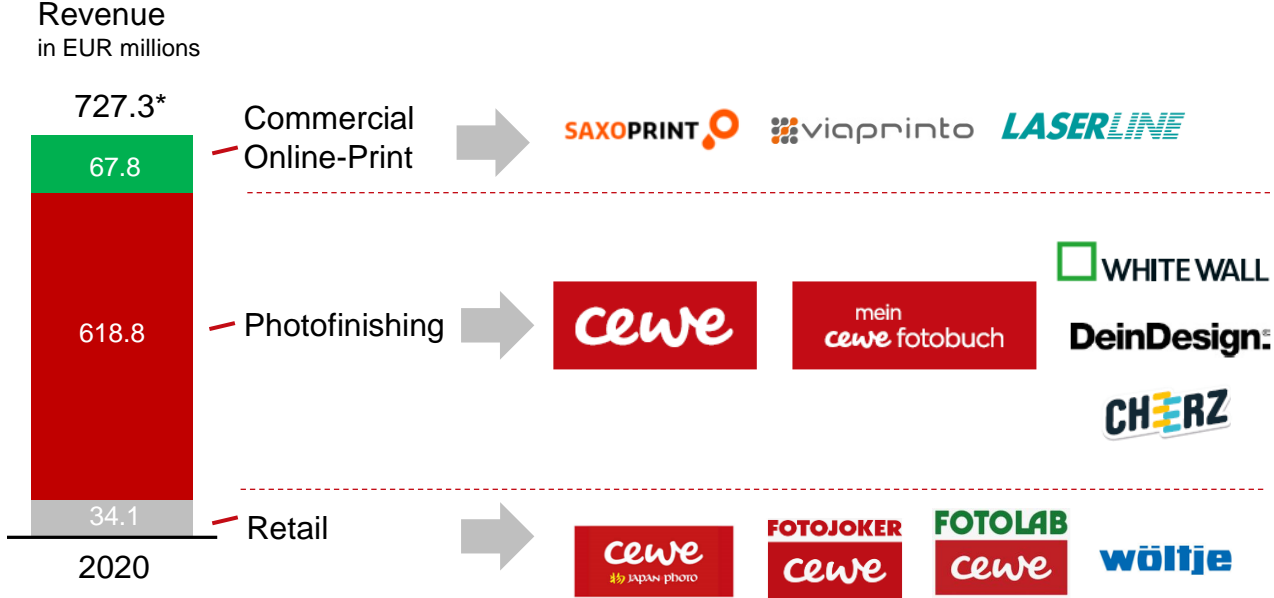 Revenue
in EUR millions
727.3*
67.8
618.8
34.1
2020
Commercial
Online-Print
SAXOPRINT
viaprinto
LASERLINE
Photofinishing
cewe
mein
cewe fotobuch
WHITE WALL
DeinDesign:
CHEERZ
Retail
cewe
JAPAN PHOTO
FOTOJOKER
cewe
FOTOLAB
cewe
wöltje